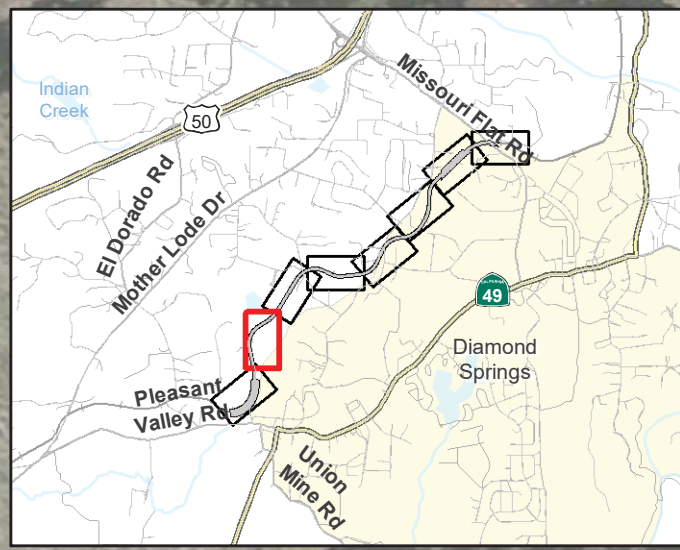 Indian
Creek
50
Missouri Flat Rd
El Dorado Rd
Mother Lode Dr
CALIFORNIA
49
Diamond
Springs
Pleasant
Valley Rd
Union
Mine Rd